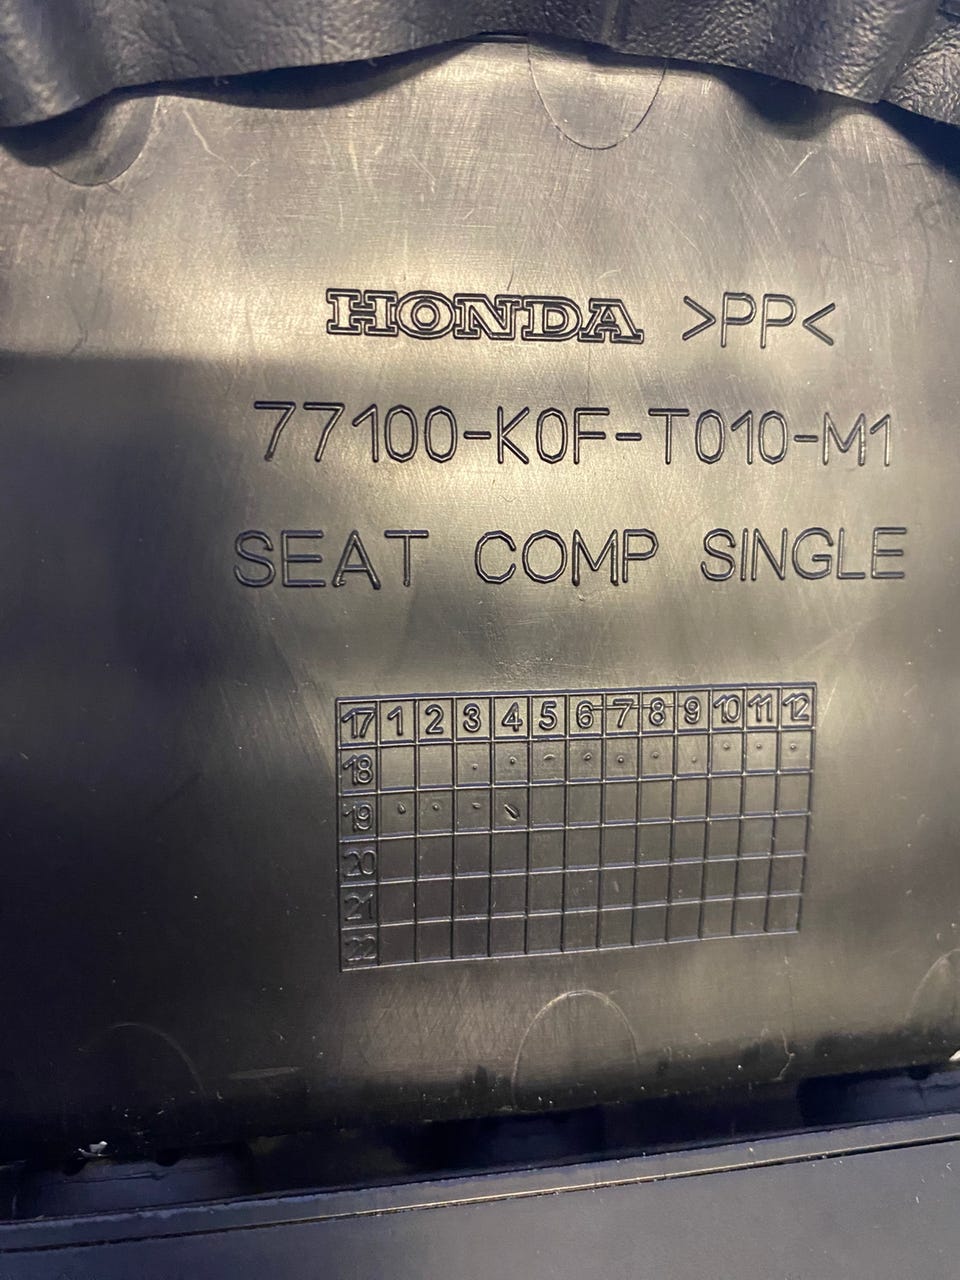 HONDA >PP<
77100-K0F-T010-M1
SEAT COMP SINGLE
17 1 2 3 4 5 6 7 8 9 10 11 12
18
19
20
21
22